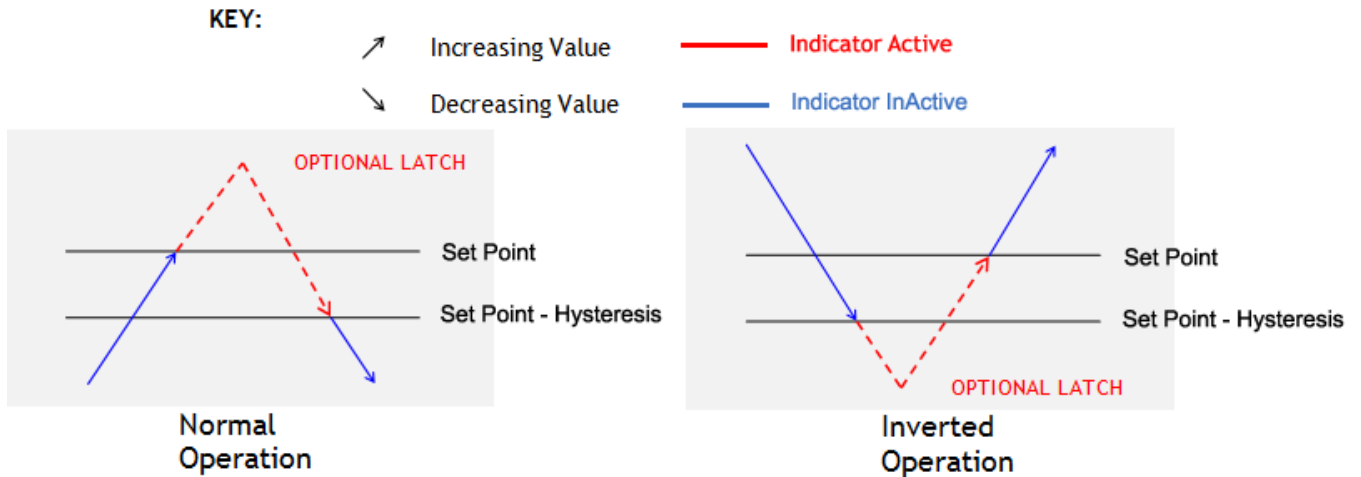 KEY:
Increasing Value
Indicator Active
Decreasing Value
Indicator InActive
OPTIONAL LATCH
Set Point
Set Point - Hysteresis
Normal
Operation
Set Point
Set Point - Hysteresis
OPTIONAL LATCH
Inverted
Operation